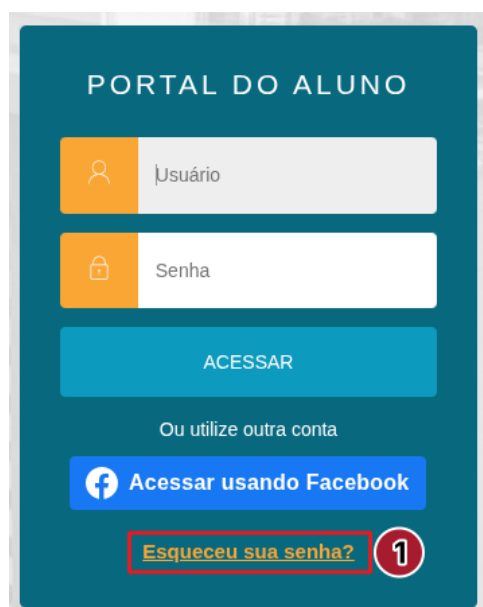 PORTAL DO ALUNO
Usuário
Senha
ACESSAR
Ou utilize outra conta
Acessar usando Facebook
Esqueceu sua senha? 1